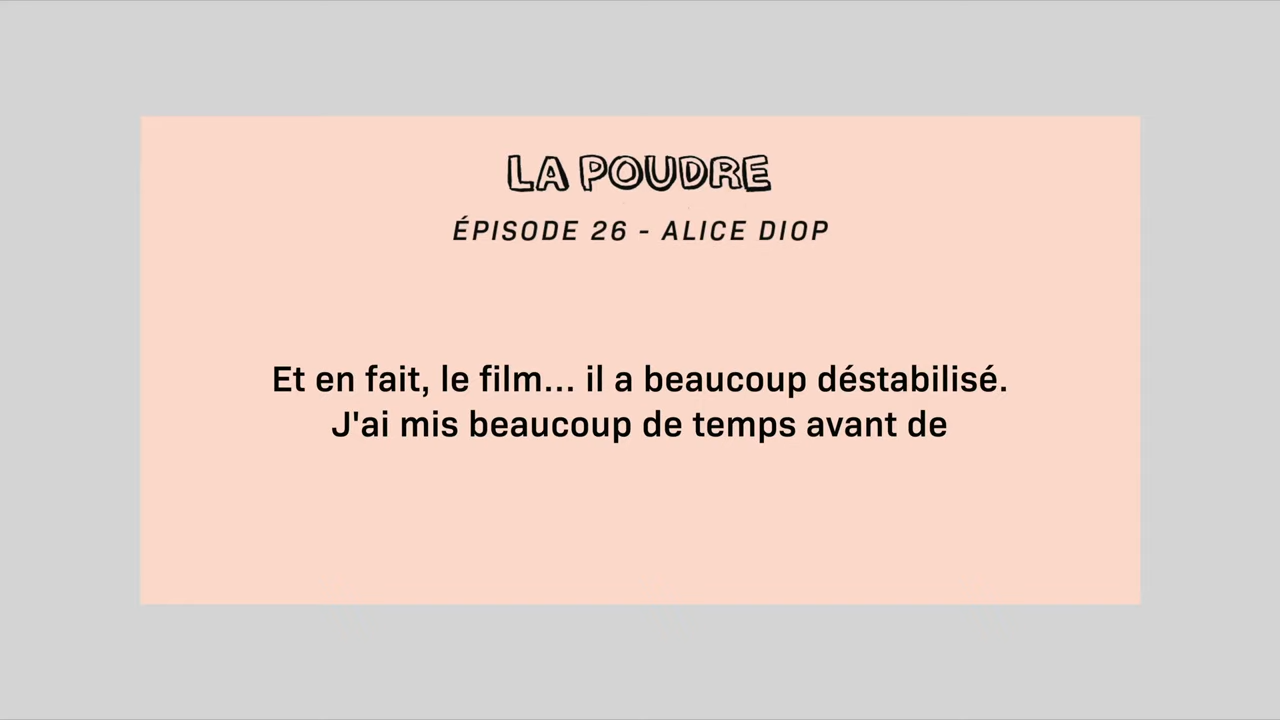 LA POUDRE
ÉPISODE 26 - ALICE DIOP
Et en fait, le film... il a beaucoup déstabilisé.
J'ai mis beaucoup de temps avant de